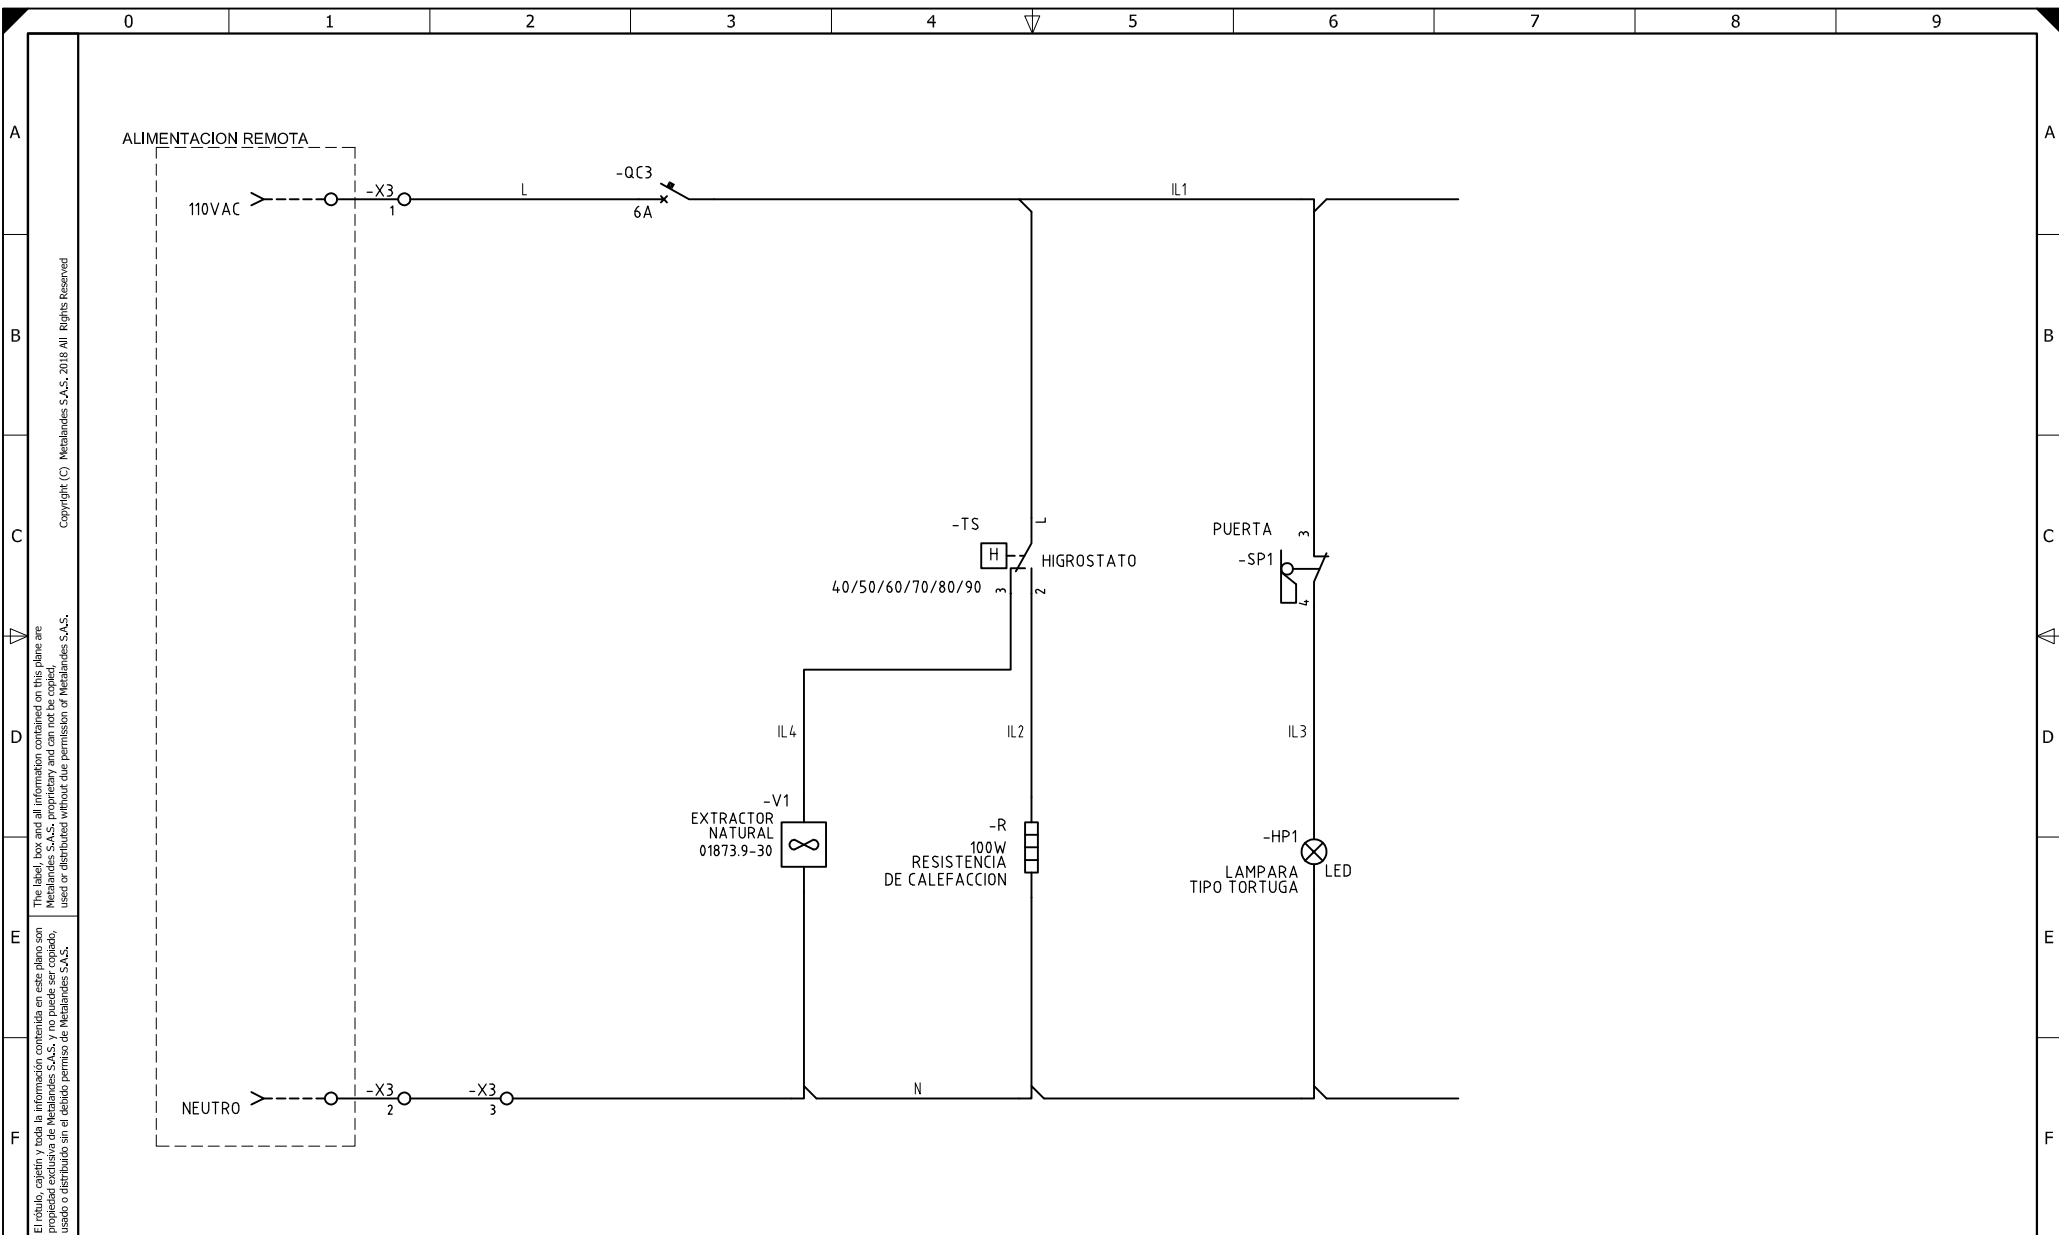 0 1 2 3 4 5 6 7 8 9
A A
ALIMENTACION REMOTA
-QC3
-X3 L IL1
110VAC 1 6A
B B
C C
-TS L
H HIGROSTATO
40/50/60/70/80/90 3 2
PUERTA 3
-SP1
4
D D
IL4 IL2 IL3
-V1
EXTRACTOR
NATURAL
01873.9-30
-R
100W
RESISTENCIA
DE CALEFACCION
-HP1
LAMPARA LED
TIPO TORTUGA
E E
-X3 -X3 N
NEUTRO 2 3
F F
Copyright (C) Metalandes S.A.S. 2018 All Rights Reserved
The label, box and all information contained on this plane are
Metalandes S.A.S. proprietary and can not be copied,
used or distributed without due permission of Metalandes S.A.S.
El rótulo, cajetín y toda la información contenida en este plano son
propiedad exclusiva de Metalandes S.A.S. y no puede ser copiado,
usado o distribuido sin el debido permiso de Metalandes S.A.S.